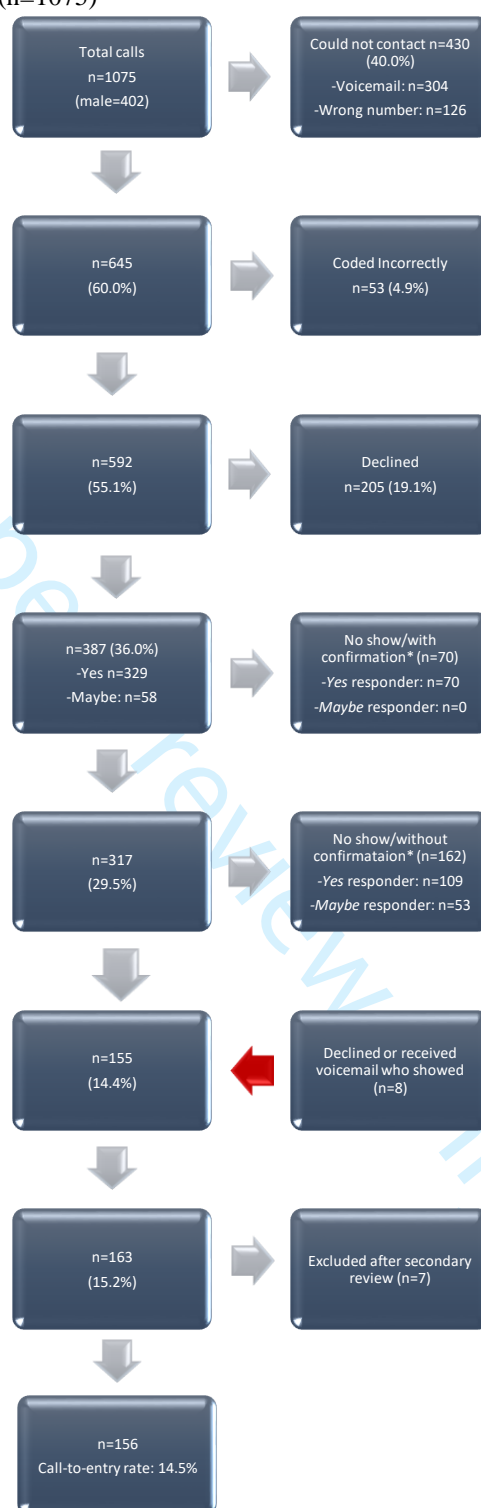 (n=1075)
Total calls
n=1075
(male=402)
Could not contact n=430
(40.0%)
-Voicemail: n=304
-Wrong number: n=126
n=645
(60.0%)
Coded Incorrectly
n=53 (4.9%)
n=592
(55.1%)
Declined
n=205 (19.1%)
n=387 (36.0%)
-Yes n=329
-Maybe: n=58
No show/with
confirmation* (n=70)
-Yes responder: n=70
-Maybe responder: n=0
n=317
(29.5%)
No show/without
confirmataion* (n=162)
-Yes responder: n=109
-Maybe responder: n=53
n=155
(14.4%)
Declined or received
voicemail who showed
(n=8)
n=163
(15.2%)
Excluded after secondary
review (n=7)
n=156
Call-to-entry rate: 14.5%
review